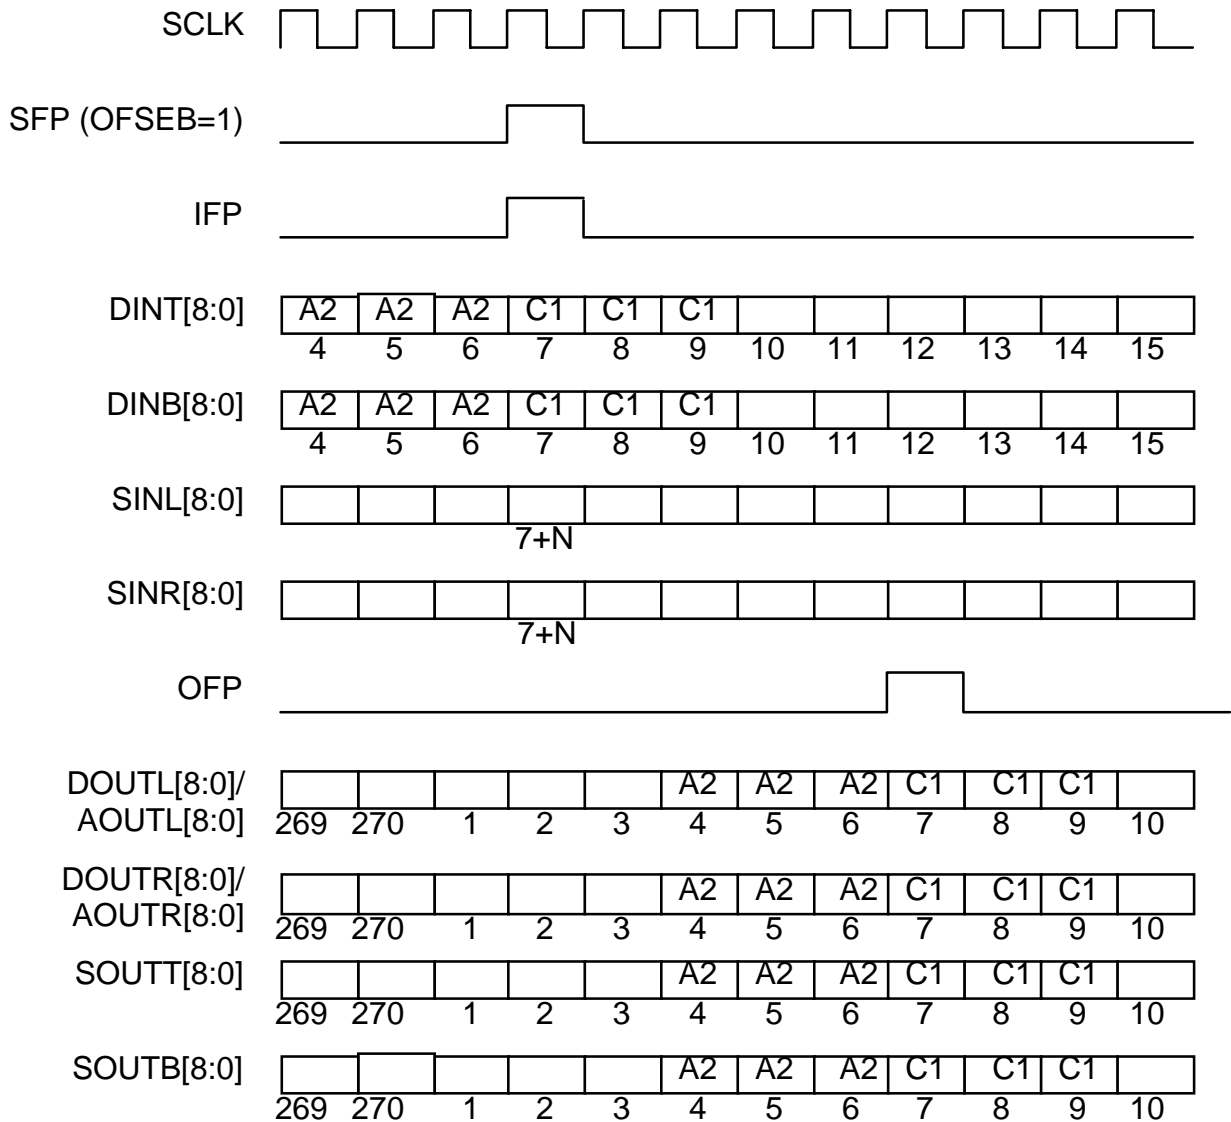 SCLK
SFP (OFSEB=1)
IFP
DINT[8:0] A2 A2 A2 C1 C1 C1
4 5 6 7 8 9 10 11 12 13 14 15
DINB[8:0] A2 A2 A2 C1 C1 C1
4 5 6 7 8 9 10 11 12 13 14 15
SINL[8:0]
7+N
SINR[8:0]
7+N
OFP
DOUTL[8:0]/ A2 A2 A2 C1 C1 C1
AOUTL[8:0] 269 270 1 2 3 4 5 6 7 8 9 10
DOUTR[8:0]/ A2 A2 A2 C1 C1 C1
AOUTR[8:0] 269 270 1 2 3 4 5 6 7 8 9 10
SOUTT[8:0] A2 A2 A2 C1 C1 C1
269 270 1 2 3 4 5 6 7 8 9 10
SOUTB[8:0] A2 A2 A2 C1 C1 C1
269 270 1 2 3 4 5 6 7 8 9 10